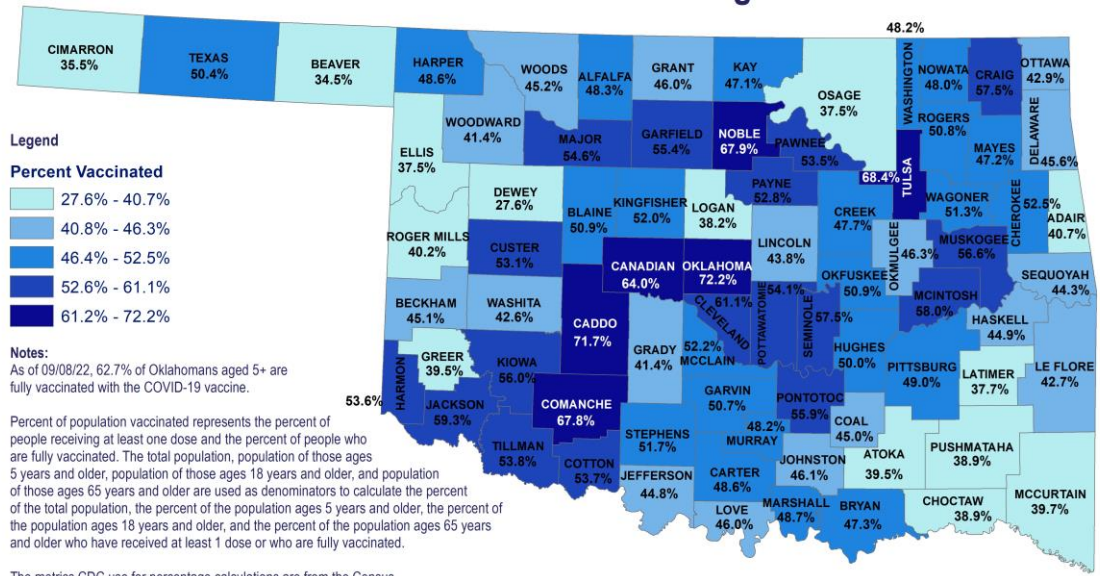 48.2%
CIMARRON
35.5%
TEXAS
50.4%
BEAVER
34.5%
HARPER
48.6%
WOODS
45.2%
ALFALFA
48.3%
GRANT
46.0%
KAY
47.1%
OSAGE
37.5%
WASHINGTON
NOWATA
48.0%
CRAIG
57.5%
OTTAWA
42.9%
WOODWARD
41.4%
MAJOR
54.6%
GARFIELD
55.4%
NOBLE
67.9%
PAWNEE
53.5%
ROGERS
50.8%
MAYES
47.2%
DELAWARE
45.6%
Legend
Percent Vaccinated
27.6% - 40.7%
40.8% - 46.3%
46.4% - 52.5%
52.6% - 61.1%
61.2% - 72.2%
ELLIS
37.5%
DEWEY
27.6%
BLAINE
50.9%
KINGFISHER
52.0%
LOGAN
38.2%
PAYNE
52.8%
68.4%
TULSA
CREEK
47.7%
WAGONER
51.3%
CHEROKEE
52.5%
ADAIR
40.7%
ROGER MILLS
40.2%
CUSTER
53.1%
CANADIAN
64.0%
OKLAHOMA
72.2%
LINCOLN
43.8%
OKMULGEE
46.3%
MUSKOGEE
56.6%
SEQUOYAH
44.3%
BECKHAM
45.1%
WASHITA
42.6%
CADDO
71.7%
GRADY
41.4%
CLEVELAND
61.1%
POTTAWATOMIE
54.1%
SEMINOLE
57.5%
OKFUSKEE
50.9%
MCINTOSH
58.0%
HASKELL
44.9%
LE FLORE
42.7%
52.2%
MCCLAIN
HUGHES
50.0%
PITTSBURG
49.0%
LATIMER
37.7%
GREER
39.5%
KIOWA
56.0%
53.6%
HARMON
JACKSON
59.3%
COMANCHE
67.8%
GARVIN
50.7%
PONTOTOC
55.9%
COAL
45.0%
TILLMAN
53.8%
COTTON
53.7%
STEPHENS
51.7%
48.2%
MURRAY
JOHNSTON
46.1%
ATOKA
39.5%
PUSHMATAHA
38.9%
JEFFERSON
44.8%
CARTER
48.6%
LOVE
46.0%
MARSHALL
48.7%
BRYAN
47.3%
CHOCTAW
38.9%
MCCURTAIN
39.7%
Notes:
As of 09/08/22, 62.7% of Oklahomans aged 5+ are
fully vaccinated with the COVID-19 vaccine.
Percent of population vaccinated represents the percent of
people receiving at least one dose and the percent of people who
are fully vaccinated. The total population, population of those ages
5 years and older, population of those ages 18 years and older, and population
of those ages 65 years and older are used as denominators to calculate the percent
of the total population, the percent of the population ages 5 years and older, the percent of
the population ages 18 years and older, and the percent of the population ages 65 years
and older who have received at least 1 dose or who are fully vaccinated.
The metrics CDC use for percentage calculations are from the Census